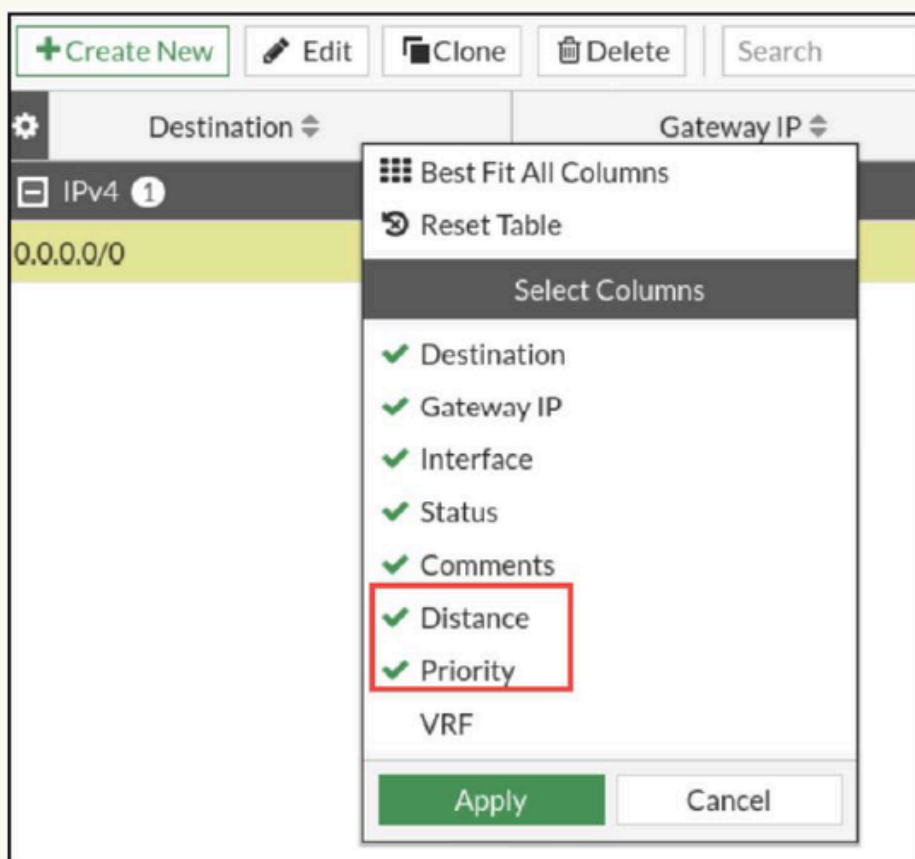 Create New Edit Clone Delete Search
Destination Gateway IP
IPv4 1
0.0.0.0/0
Best Fit All Columns
Reset Table
Select Columns
Destination
Gateway IP
Interface
Status
Comments
Distance
Priority
VRF
Apply Cancel